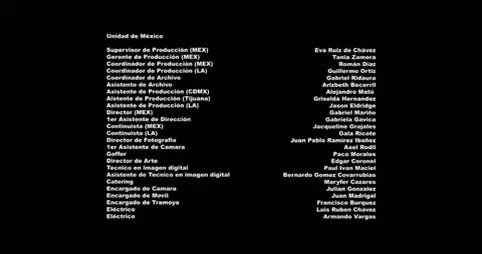 Unidad de México
Supervisor de Producción (MEX) Eva Ruiz de Chávez
Gerente de Producción (MEX) Tania Zamora
Coordinador de Producción (MEX) Román Díaz
Coordinador de Producción (LA) Guillermo Ortiz
Coordinador de Archivo Gabriel Ridaura
Asistente de Archivo Arizbeth Becerril
Asistente de Producción (CDMX) Alejandro Matú
Aistente de Producción (Tijuana) Griselda Hernandez
Asistente de Producción (LA) Jason Eldridge
Director (MEX) Gabriel Mariño
1er Asistente de Dirección Gabriela Gavica
Continuista (MEX) Jacqueline Grajales
Continuista (LA) Gala Ricote
Director de Fotografía Juan Pablo Ramírez Ibañez
1er Asistente de Camara Axel Rodil
Gaffer Paco Morales
Director de Arte Edgar Coronel
Tecnico en imagen digital Paul Ivan Maciel
Asistente de Tecnico en imagen digital Bernardo Gomez Covarrubias
Catering Maryfer Cazares
Encargado de Camara Julian Gonzalez
Encargado de Movil Juan Madrigal
Encargado de Tramoya Francisco Burquez
Eléctrico Luis Ruben Chavez
Eléctrico Armando Vargas